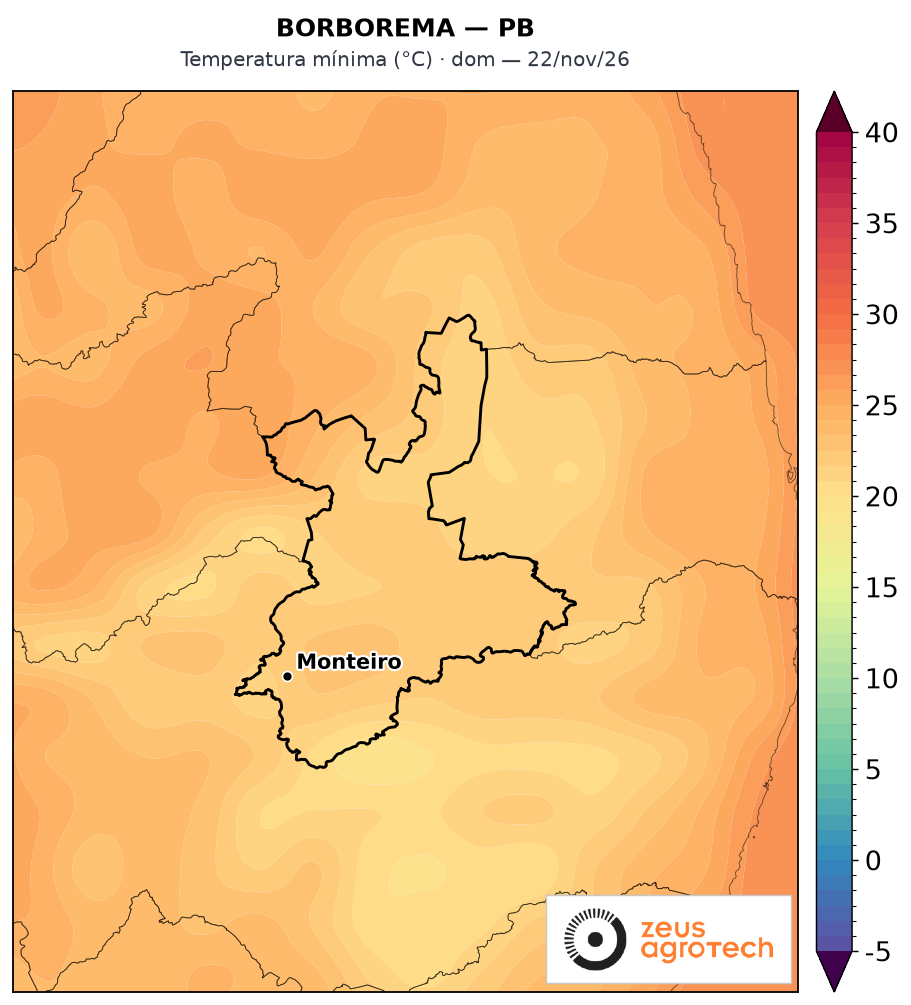 BORBOREMA — PB
Temperatura mínima (°C) · dom — 22/nov/26
40
35
30
25
20
15
10
5
0
-5
Monteiro
zeus
agrotech